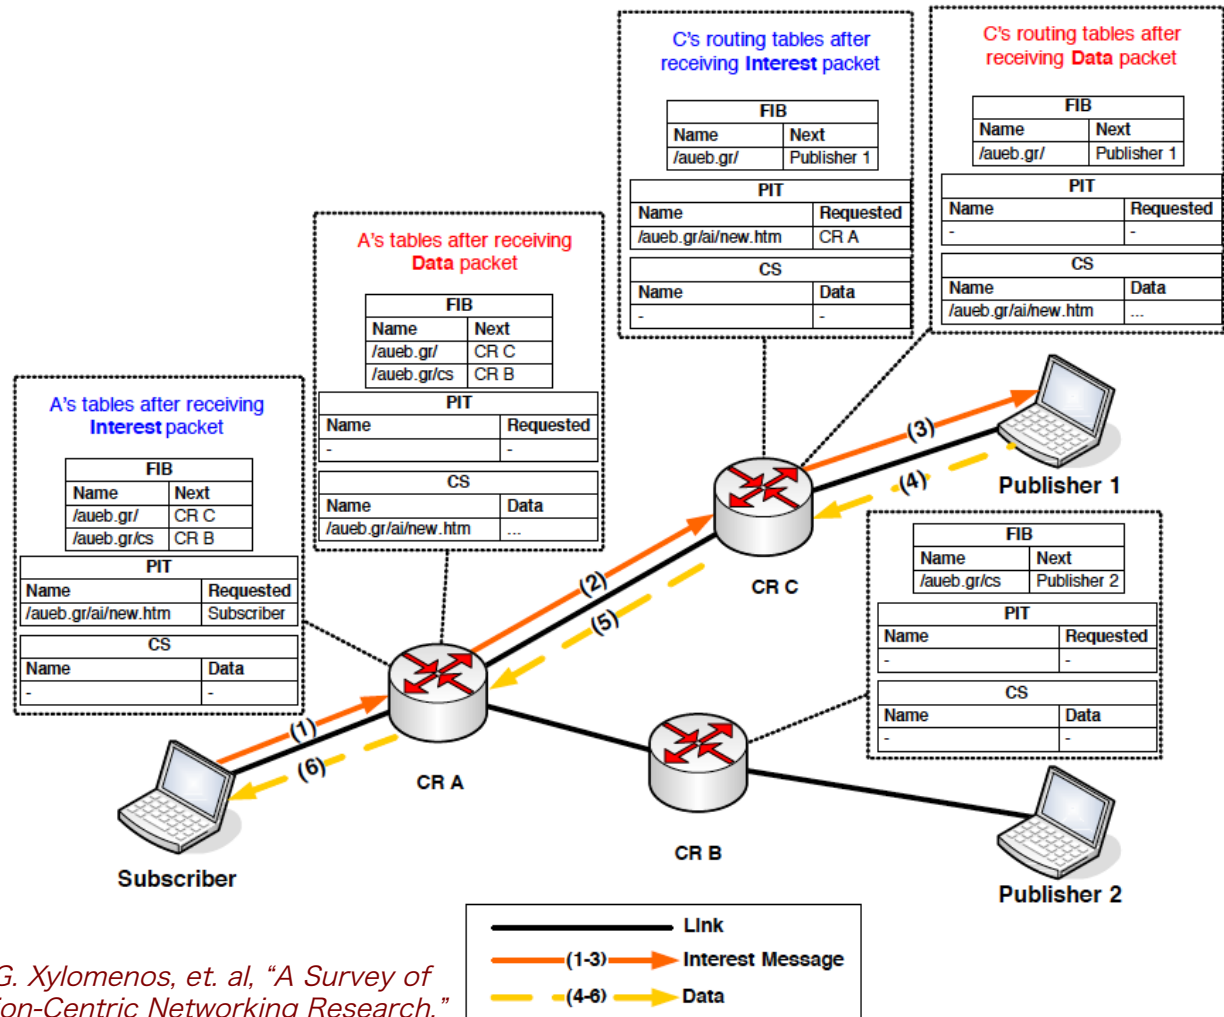 C's routing tables after
receiving Interest packet
FIB
Name Next
/aueb.gr/ Publisher 1
PIT
Name Requested
/aueb.gr/ai/new.htm CR A
CS
Name Data
- -
C's routing tables after
receiving Data packet
FIB
Name Next
/aueb.gr/ Publisher 1
PIT
Name Requested
- -
CS
Name Data
/aueb.gr/ai/new.htm ...
A's tables after receiving
Data packet
FIB
Name Next
/aueb.gr/ CR C
/aueb.gr/cs CR B
PIT
Name Requested
- -
CS
Name Data
/aueb.gr/ai/new.htm ...
A's tables after receiving
Interest packet
FIB
Name Next
/aueb.gr/ CR C
/aueb.gr/cs CR B
PIT
Name Requested
/aueb.gr/ai/new.htm Subscriber
CS
Name Data
- -
(3)
(4)
Publisher 1
CR C
(2)
(5)
FIB
Name Next
/aueb.gr/cs Publisher 2
PIT
Name Requested
- -
CS
Name Data
- -
(1)
(6)
CR A
CR B
Subscriber
Publisher 2
Link
(1-3) Interest Message
(4-6) Data
G. Xylomenos, et. al, “A Survey of
ion-Centric Networking Research,”